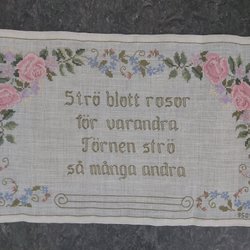 Strö blott rosor
för varandra
Törnen strö
så många andra